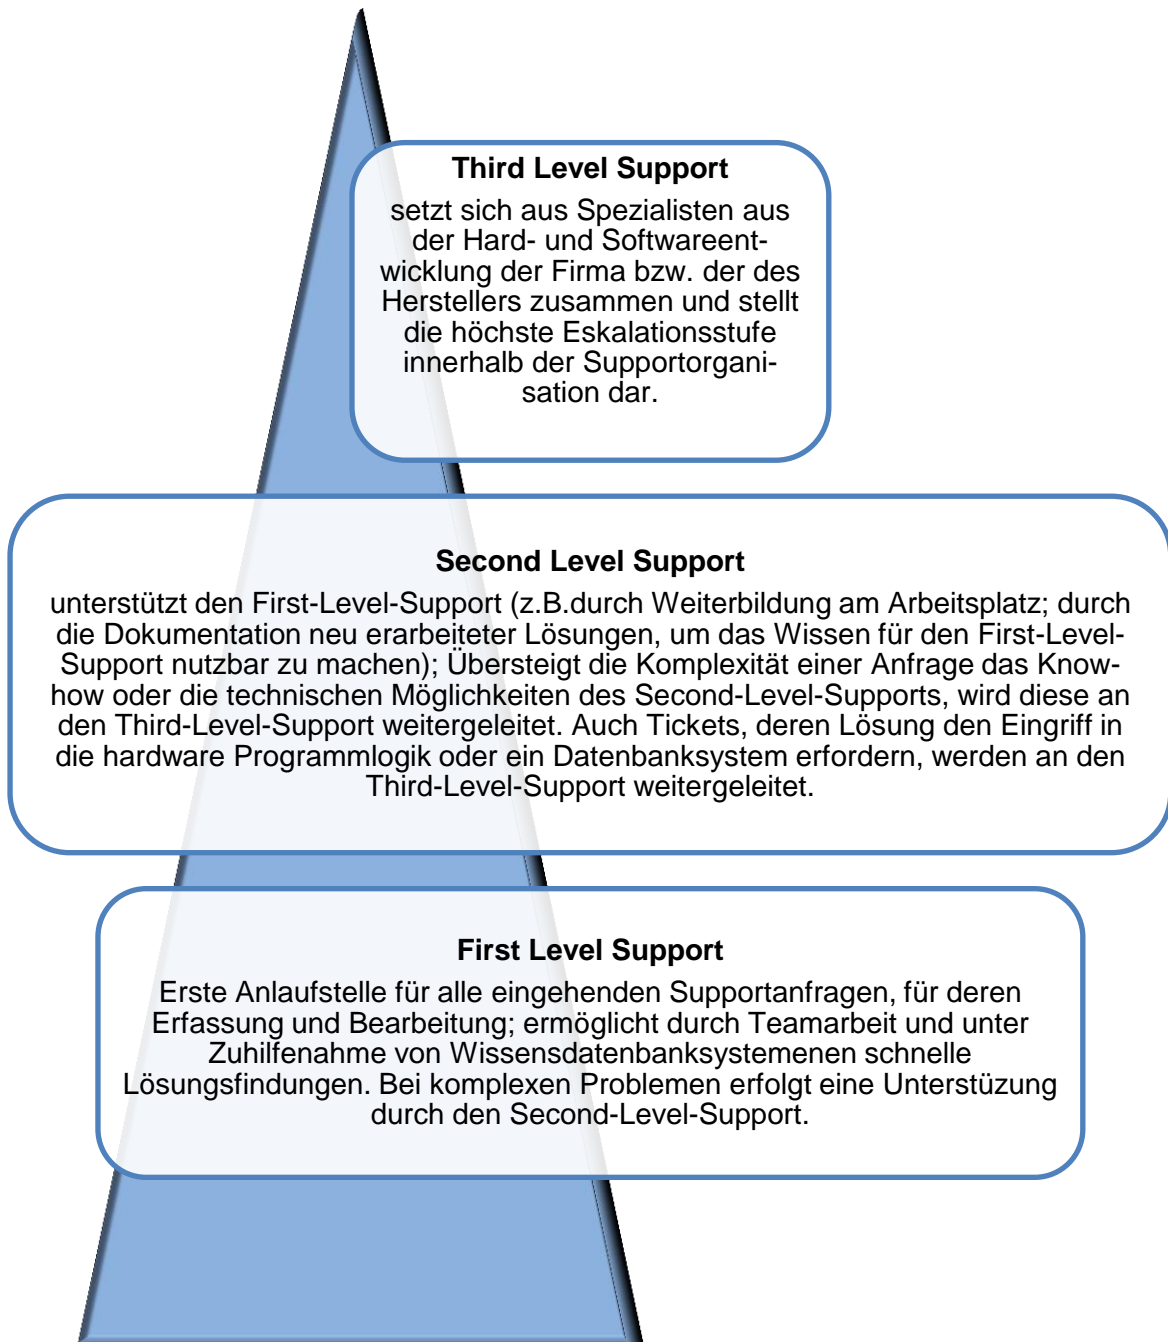 Third Level Support
setzt sich aus Spezialisten aus
der Hard- und Softwareent-
wicklung der Firma bzw. der des
Herstellers zusammen und stellt
die höchste Eskalationsstufe
innerhalb der Supportorgani-
sation dar.
Second Level Support
unterstützt den First-Level-Support (z.B.durch Weiterbildung am Arbeitsplatz; durch
die Dokumentation neu erarbeiteter Lösungen, um das Wissen für den First-Level-
Support nutzbar zu machen); Übersteigt die Komplexität einer Anfrage das Know-
how oder die technischen Möglichkeiten des Second-Level-Supports, wird diese an
den Third-Level-Support weitergeleitet. Auch Tickets, deren Lösung den Eingriff in
die hardware Programmlogik oder ein Datenbanksystem erfordern, werden an den
Third-Level-Support weitergeleitet.
First Level Support
Erste Anlaufstelle für alle eingehenden Supportanfragen, für deren
Erfassung und Bearbeitung; ermöglicht durch Teamarbeit und unter
Zuhilfenahme von Wissensdatenbanksystemenen schnelle
Lösungsfindungen. Bei komplexen Problemen erfolgt eine Unterstüzung
durch den Second-Level-Support.